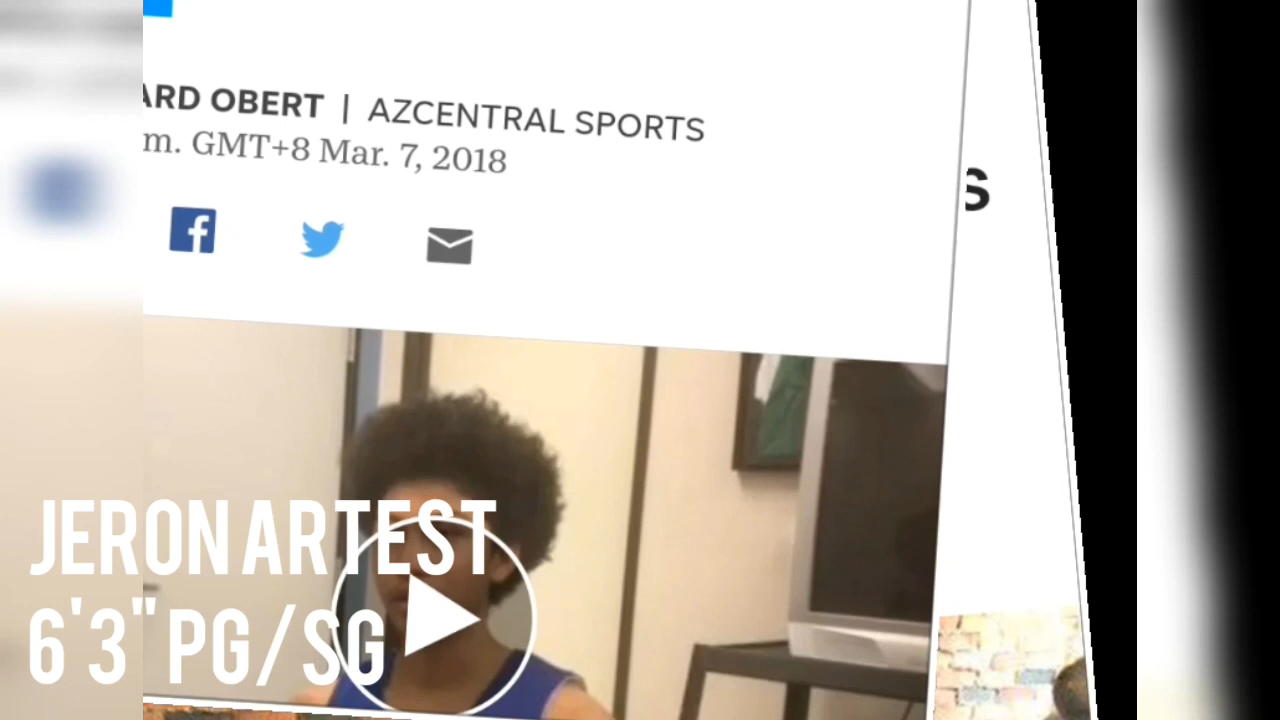 ARD OBERT | AZCENTRAL SPORTS
m. GMT+8 Mar. 7, 2018
S
JERON ARTEST
6'3" PG/SG